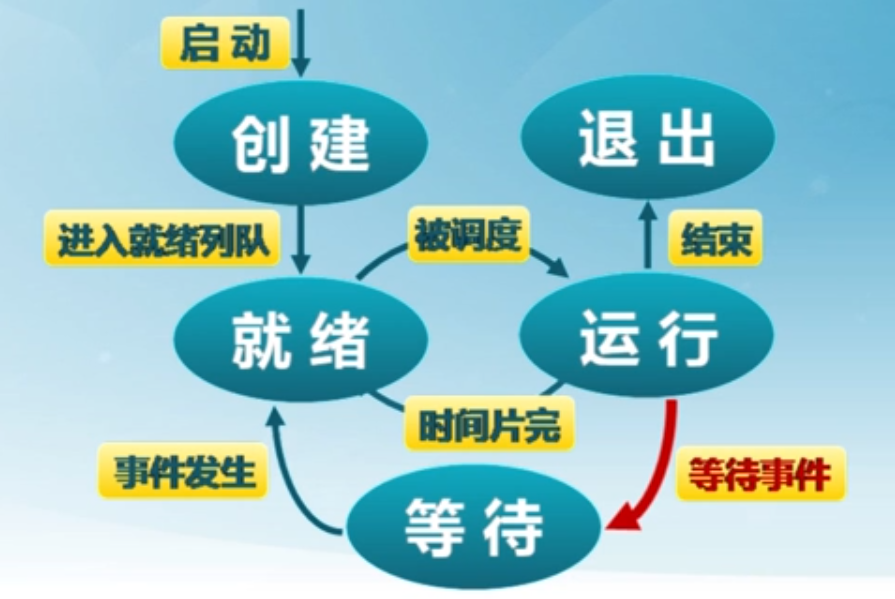 启动
创建
退出
进入就绪列队
被调度
结束
就绪
运行
时间片完
事件发生
等待事件
等待